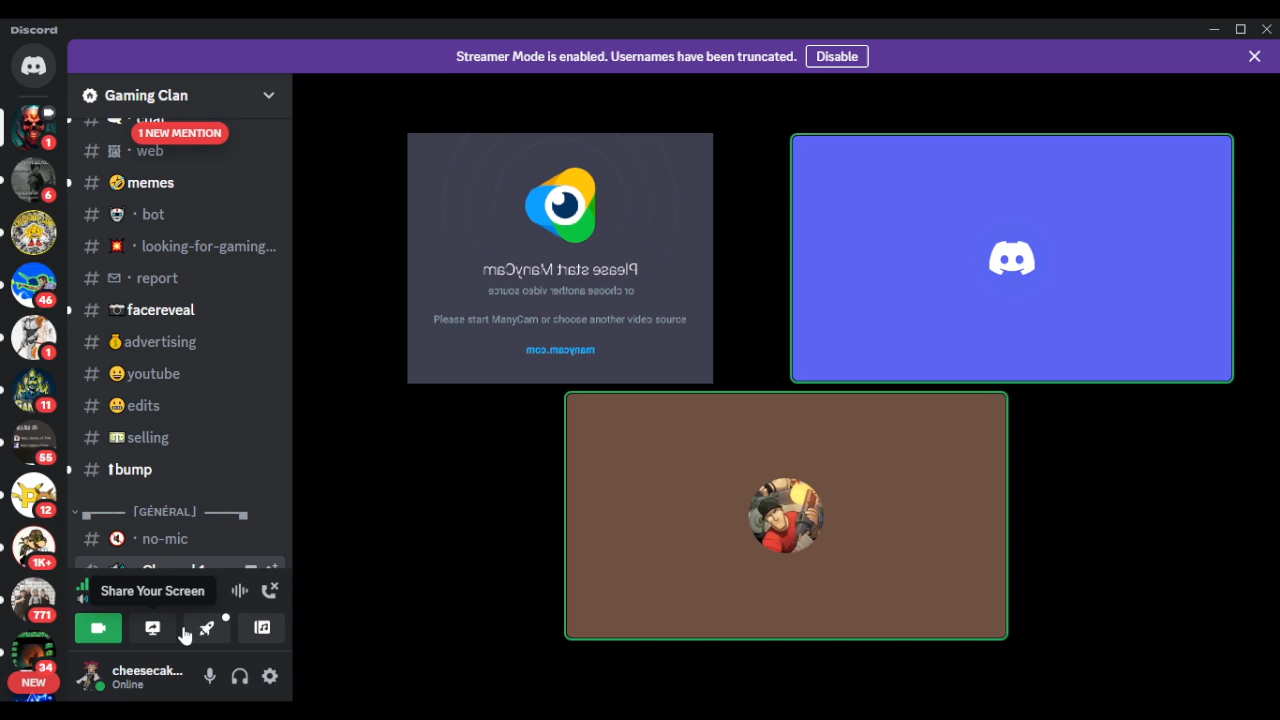 Discord
Streamer Mode is enabled. Usernames have been truncated. Disable
Gaming Clan
# chat
1 NEW MENTION
# · web
# memes
# · bot
# · looking-for-gaming...
# · report
# facereveal
# advertising
# youtube
# edits
# selling
# bump
[GÉNÉRAL]
# · no-mic
Share Your Screen
cheesecak...
Online
1
6
46
1
11
55
12
1K+
771
34
NEW
Please start ManyCam
or choose another video source
Please start ManyCam or choose another video source
manycam.com